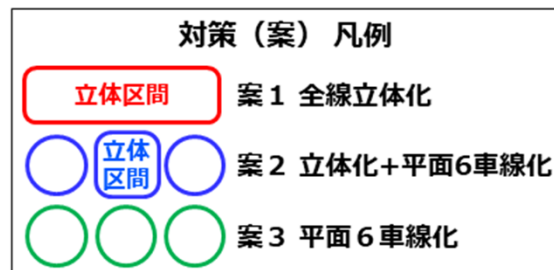 対策（案） 凡例
立体区間 案１ 全線立体化
立体
区間
案２ 立体化+平面6車線化
案３ 平面６車線化